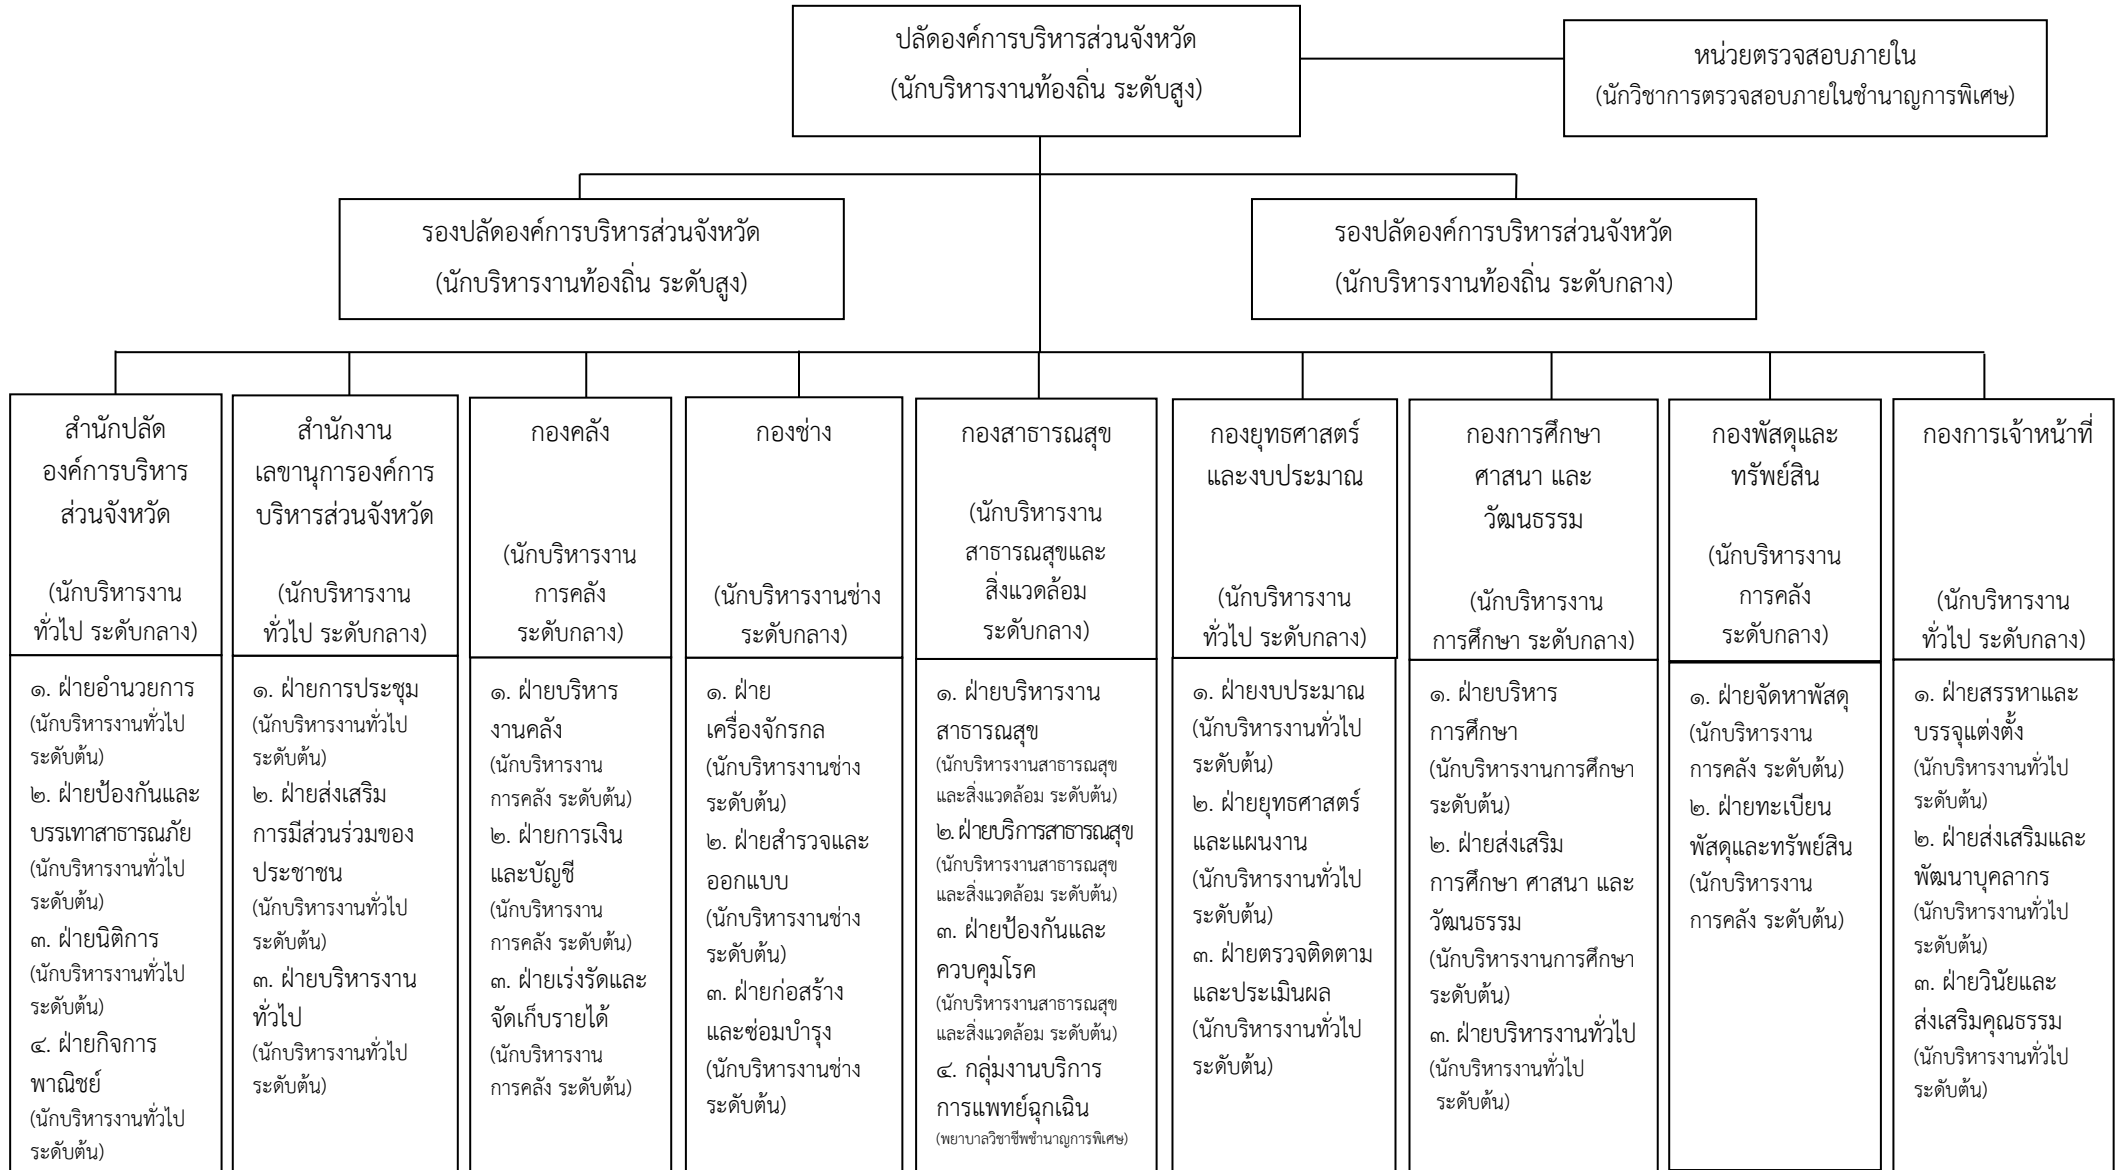 ปลัดองค์การบริหารส่วนจังหวัด
(นักบริหารงานท้องถิ่น ระดับสูง)
หน่วยตรวจสอบภายใน
(นักวิชาการตรวจสอบภายในชำนาญการพิเศษ)
รองปลัดองค์การบริหารส่วนจังหวัด
(นักบริหารงานท้องถิ่น ระดับสูง)
รองปลัดองค์การบริหารส่วนจังหวัด
(นักบริหารงานท้องถิ่น ระดับกลาง)
สำนักปลัด
องค์การบริหาร
ส่วนจังหวัด
(นักบริหารงาน
ทั่วไป ระดับกลาง)
๑. ฝ่ายอำนวยการ
(นักบริหารงานทั่วไป
ระดับต้น)
๒. ฝ่ายป้องกันและ
บรรเทาสาธารณภัย
(นักบริหารงานทั่วไป
ระดับต้น)
๓. ฝ่ายนิติการ
(นักบริหารงานทั่วไป
ระดับต้น)
๔. ฝ่ายกิจการ
พาณิชย์
(นักบริหารงานทั่วไป
ระดับต้น)
สำนักงาน
เลขานุการองค์การ
บริหารส่วนจังหวัด
(นักบริหารงาน
ทั่วไป ระดับกลาง)
๑. ฝ่ายการประชุม
(นักบริหารงานทั่วไป
ระดับต้น)
๒. ฝ่ายส่งเสริม
การมีส่วนร่วมของ
ประชาชน
(นักบริหารงานทั่วไป
ระดับต้น)
๓. ฝ่ายบริหารงาน
ทั่วไป
(นักบริหารงานทั่วไป
ระดับต้น)
กองคลัง
(นักบริหารงาน
การคลัง
ระดับกลาง)
๑. ฝ่ายบริหาร
งานคลัง
(นักบริหารงาน
การคลัง ระดับต้น)
๒. ฝ่ายการเงิน
และบัญชี
(นักบริหารงาน
การคลัง ระดับต้น)
๓. ฝ่ายเร่งรัดและ
จัดเก็บรายได้
(นักบริหารงาน
การคลัง ระดับต้น)
กองช่าง
(นักบริหารงานช่าง
ระดับกลาง)
๑. ฝ่าย
เครื่องจักรกล
(นักบริหารงานช่าง
ระดับต้น)
๒. ฝ่ายสำรวจและ
ออกแบบ
(นักบริหารงานช่าง
ระดับต้น)
๓. ฝ่ายก่อสร้าง
และซ่อมบำรุง
(นักบริหารงานช่าง
ระดับต้น)
กองสาธารณสุข
(นักบริหารงาน
สาธารณสุขและ
สิ่งแวดล้อม
ระดับกลาง)
๑. ฝ่ายบริหารงาน
สาธารณสุข
(นักบริหารงานสาธารณสุข
และสิ่งแวดล้อม ระดับต้น)
๒. ฝ่ายบริการสาธารณสุข
(นักบริหารงานสาธารณสุข
และสิ่งแวดล้อม ระดับต้น)
๓. ฝ่ายป้องกันและ
ควบคุมโรค
(นักบริหารงานสาธารณสุข
และสิ่งแวดล้อม ระดับต้น)
๔. กลุ่มงานบริการ
การแพทย์ฉุกเฉิน
(พยาบาลวิชาชีพชำนาญการพิเศษ)
กองยุทธศาสตร์
และงบประมาณ
(นักบริหารงาน
ทั่วไป ระดับกลาง)
๑. ฝ่ายงบประมาณ
(นักบริหารงานทั่วไป
ระดับต้น)
๒. ฝ่ายยุทธศาสตร์
และแผนงาน
(นักบริหารงานทั่วไป
ระดับต้น)
๓. ฝ่ายตรวจติดตาม
และประเมินผล
(นักบริหารงานทั่วไป
ระดับต้น)
กองการศึกษา
ศาสนา และ
วัฒนธรรม
(นักบริหารงาน
การศึกษา ระดับกลาง)
๑. ฝ่ายบริหาร
การศึกษา
(นักบริหารงานการศึกษา
ระดับต้น)
๒. ฝ่ายส่งเสริม
การศึกษา ศาสนา และ
วัฒนธรรม
(นักบริหารงานการศึกษา
ระดับต้น)
๓. ฝ่ายบริหารงานทั่วไป
(นักบริหารงานทั่วไป
ระดับต้น)
กองพัสดุและ
ทรัพย์สิน
(นักบริหารงาน
การคลัง
ระดับกลาง)
๑. ฝ่ายจัดหาพัสดุ
(นักบริหารงาน
การคลัง ระดับต้น)
๒. ฝ่ายทะเบียน
พัสดุและทรัพย์สิน
(นักบริหารงาน
การคลัง ระดับต้น)
กองการเจ้าหน้าที่
(นักบริหารงาน
ทั่วไป ระดับกลาง)
๑. ฝ่ายสรรหาและ
บรรจุแต่งตั้ง
(นักบริหารงานทั่วไป
ระดับต้น)
๒. ฝ่ายส่งเสริมและ
พัฒนาบุคลากร
(นักบริหารงานทั่วไป
ระดับต้น)
๓. ฝ่ายวินัยและ
ส่งเสริมคุณธรรม
(นักบริหารงานทั่วไป
ระดับต้น)